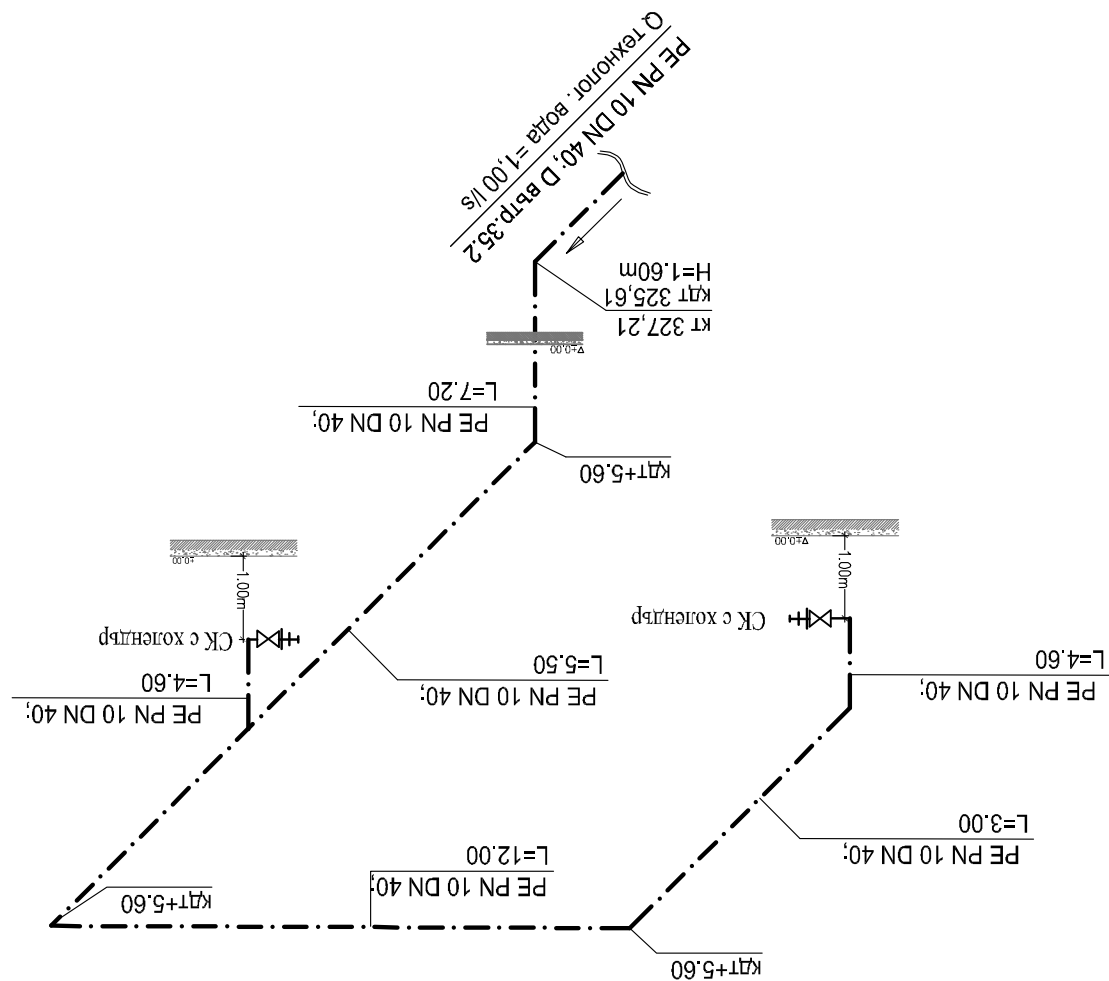 кдт+5.60
PE PN 10 DN 40;
L=12.00
кдт+5.60
PE PN 10 DN 40;
L=3.00
PE PN 10 DN 40;
L=4.60
PE PN 10 DN 40;
L=5.50
PE PN 10 DN 40;
L=4.60
СК с холендър
1.00m
∇±0.00
СК с холендър
1.00m
±0.00
кдт+5.60
PE PN 10 DN 40;
L=7.20
∇±0.00
кт 327,21
кдт 325,61
H=1.60m
PE PN 10 DN 40; D вътр.35.2
Q технолог. вода =1,00 l/s